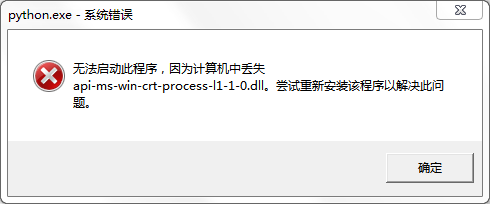 python.exe - 系统错误
无法启动此程序，因为计算机中丢失
api-ms-win-crt-process-l1-1-0.dll。尝试重新安装该程序以解决此问
题。
确定